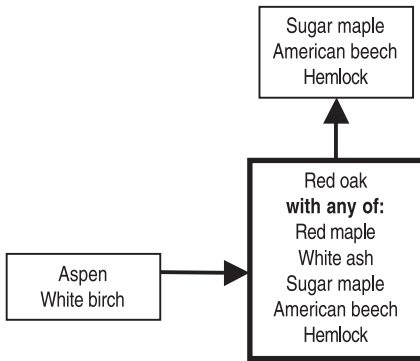 Sugar maple
American beech
Hemlock
Red oak
with any of:
Red maple
White ash
Sugar maple
American beech
Hemlock
Aspen
White birch